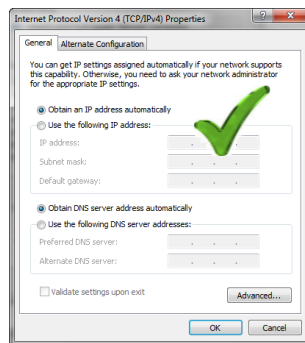 Internet Protocol Version 4 (TCP/IPv4) Properties
General
Alternate Configuration
You can get IP settings assigned automatically if your network supports
this capability. Otherwise, you need to ask your network administrator
for the appropriate IP settings.
Obtain an IP address automatically
Use the following IP address:
IP address:
Subnet mask:
Default gateway:
Obtain DNS server address automatically
Use the following DNS server addresses:
Preferred DNS server:
Alternate DNS server:
Validate settings upon exit
Advanced...
OK
Cancel